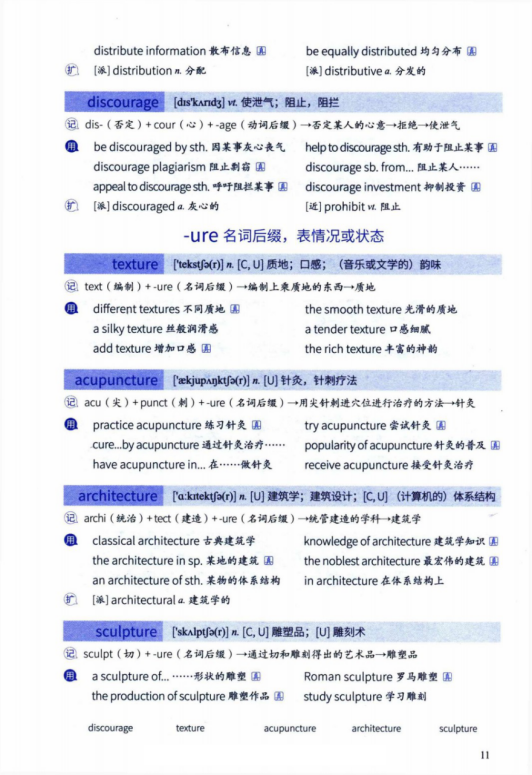 distribute information 散布信息 真 be equally distributed 均匀分布 真
扩 [派] distribution n. 分配 [派] distributive a. 分发的
discourage [dɪsˈkʌrɪdʒ] vt. 使泄气；阻止，阻拦
记 dis-（否定）+ cour（心）+ -age（动词后缀）→否定某人的心意→拒绝→使泄气
用 be discouraged by sth. 因某事灰心丧气 help to discourage sth. 有助于阻止某事 真
discourage plagiarism 阻止剽窃 真 discourage sb. from... 阻止某人……
appeal to discourage sth. 呼吁阻拦某事 真 discourage investment 抑制投资 真
扩 [派] discouraged a. 灰心的 [近] prohibit vt. 阻止
-ure 名词后缀，表情况或状态
texture [ˈtekstʃə(r)] n. [C, U] 质地；口感；（音乐或文学的）韵味
记 text（编制）+ -ure（名词后缀）→编制上乘质地的东西→质地
用 different textures 不同质地 真 the smooth texture 光滑的质地
a silky texture 丝般润滑感 a tender texture 口感细腻
add texture 增加口感 真 the rich texture 丰富的神韵
acupuncture [ˈækjupʌŋktʃə(r)] n. [U] 针灸，针刺疗法
记 acu（尖）+ punct（刺）+ -ure（名词后缀）→用尖针刺进穴位进行治疗的方法→针灸
用 practice acupuncture 练习针灸 真 try acupuncture 尝试针灸 真
cure...by acupuncture 通过针灸治疗…… popularity of acupuncture 针灸的普及 真
have acupuncture in... 在……做针灸 receive acupuncture 接受针灸治疗
architecture [ˈɑːkɪtektʃə(r)] n. [U] 建筑学；建筑设计；[C, U]（计算机的）体系结构
记 archi（统治）+ tect（建造）+ -ure（名词后缀）→统管建造的学科→建筑学
用 classical architecture 古典建筑学 knowledge of architecture 建筑学知识 真
the architecture in sp. 某地的建筑 真 the noblest architecture 最宏伟的建筑 真
an architecture of sth. 某物的体系结构 in architecture 在体系结构上
扩 [派] architectural a. 建筑学的
sculpture [ˈskʌlptʃə(r)] n. [C, U] 雕塑品；[U] 雕刻术
记 sculpt（切）+ -ure（名词后缀）→通过切和雕刻得出的艺术品→雕塑品
用 a sculpture of... ……形状的雕塑 真 Roman sculpture 罗马雕塑 真
the production of sculpture 雕塑作品 真 study sculpture 学习雕刻
discourage texture acupuncture architecture sculpture
11